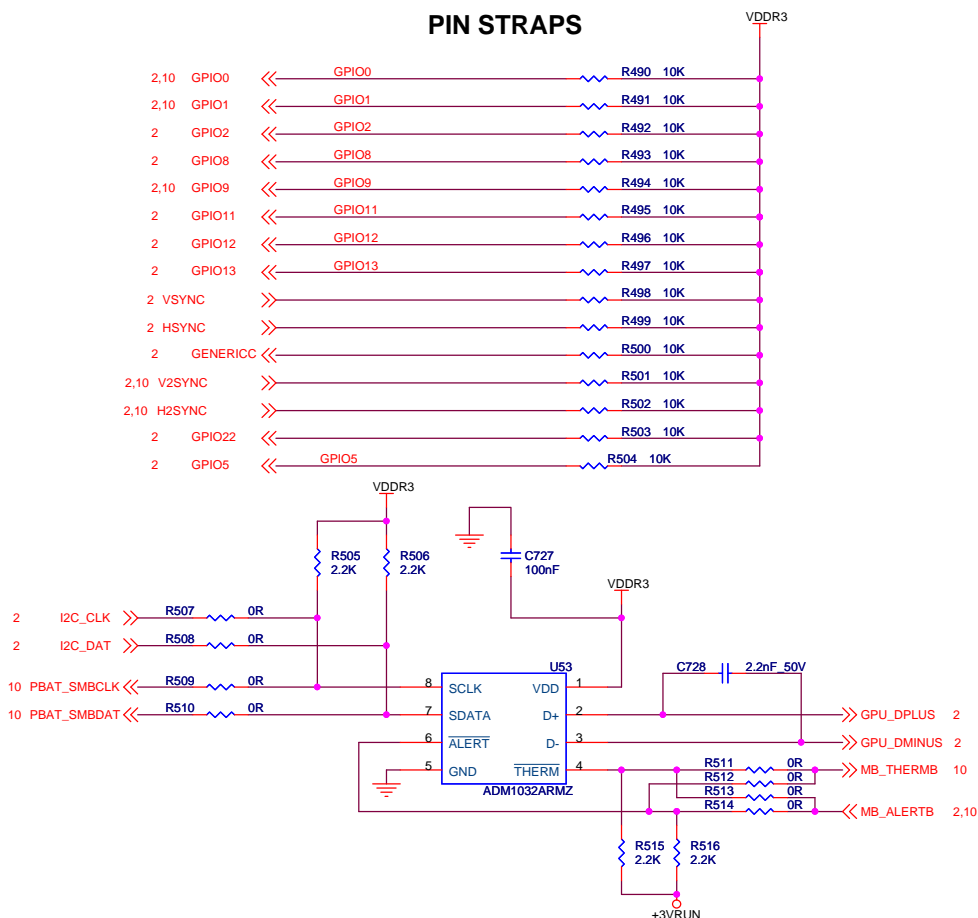 PIN STRAPS
VDDR3
2,10 GPIO0 GPIO0 R490 10K
2,10 GPIO1 GPIO1 R491 10K
2 GPIO2 GPIO2 R492 10K
2 GPIO8 GPIO8 R493 10K
2,10 GPIO9 GPIO9 R494 10K
2 GPIO11 GPIO11 R495 10K
2 GPIO12 GPIO12 R496 10K
2 GPIO13 GPIO13 R497 10K
2 VSYNC R498 10K
2 HSYNC R499 10K
2 GENERICC R500 10K
2,10 V2SYNC R501 10K
2,10 H2SYNC R502 10K
2 GPIO22 R503 10K
2 GPIO5 GPIO5 R504 10K
VDDR3
R505 R506 C727
2.2K 2.2K 100nF
VDDR3
2 I2C_CLK R507 0R
2 I2C_DAT R508 0R
U53 C728 2.2nF_50V
10 PBAT_SMBCLK R509 0R 8 SCLK VDD 1
10 PBAT_SMBDAT R510 0R 7 SDATA D+ 2 GPU_DPLUS 2
6 ALERT D- 3 GPU_DMINUS 2
5 GND THERM 4 R511 0R MB_THERMB 10
R512 0R
ADM1032ARMZ R513 0R
R514 0R MB_ALERTB 2,10
R515 R516
2.2K 2.2K
+3VRUN